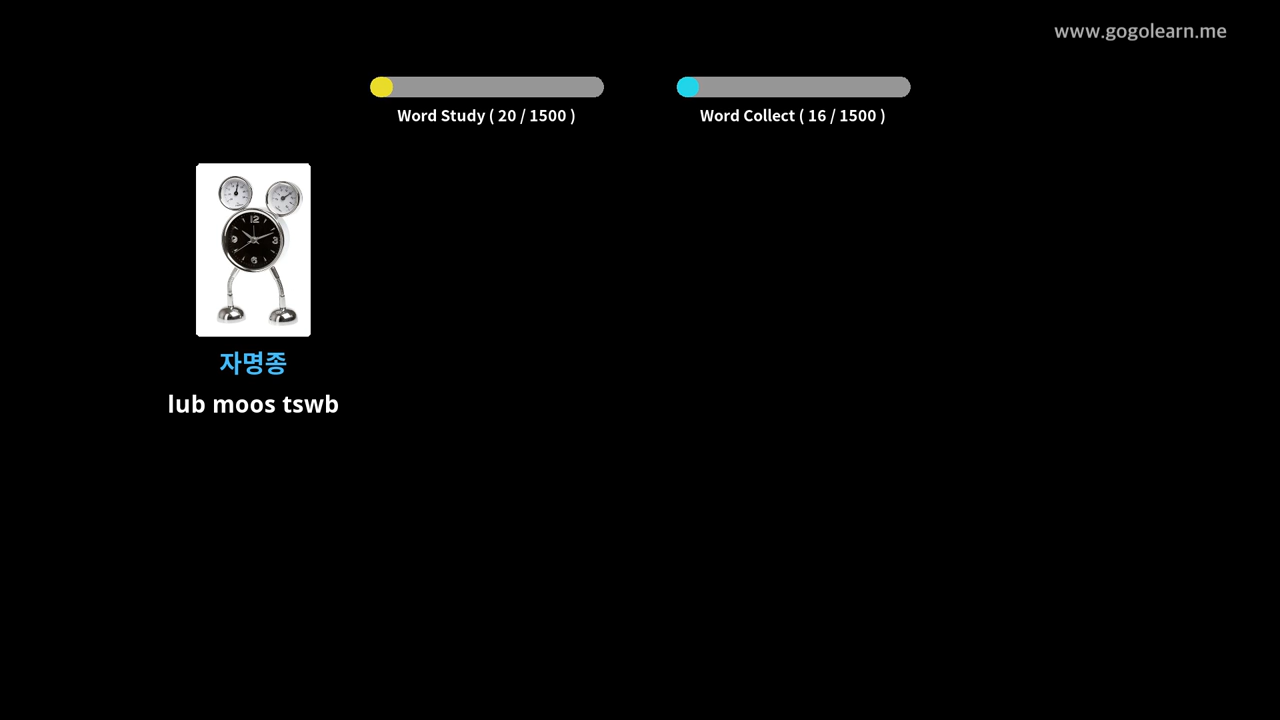 www.gogolearn.me
Word Study ( 20 / 1500 )
Word Collect ( 16 / 1500 )
자명종
lub moos tswb